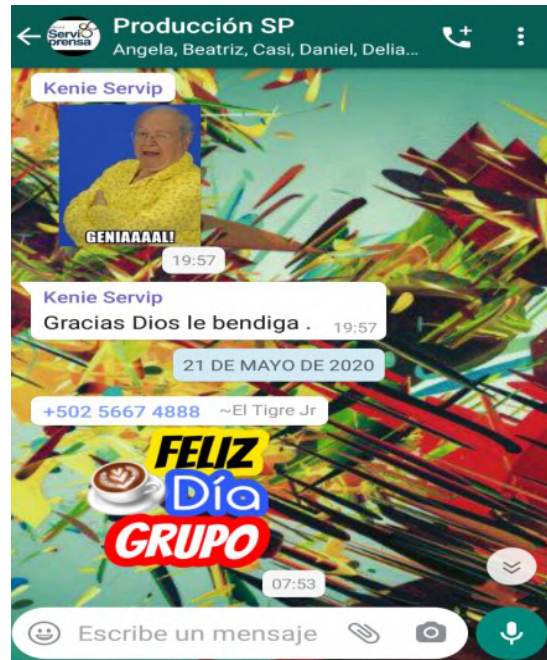 Servi
prensa
Producción SP
Angela, Beatriz, Casi, Daniel, Delia...
Kenie Servip
GENIAAAAL!
19:57
Kenie Servip
Gracias Dios le bendiga .
19:57
21 DE MAYO DE 2020
+502 5667 4888 ~El Tigre Jr
FELIZ
Día
GRUPO
07:53
Escribe un mensaje